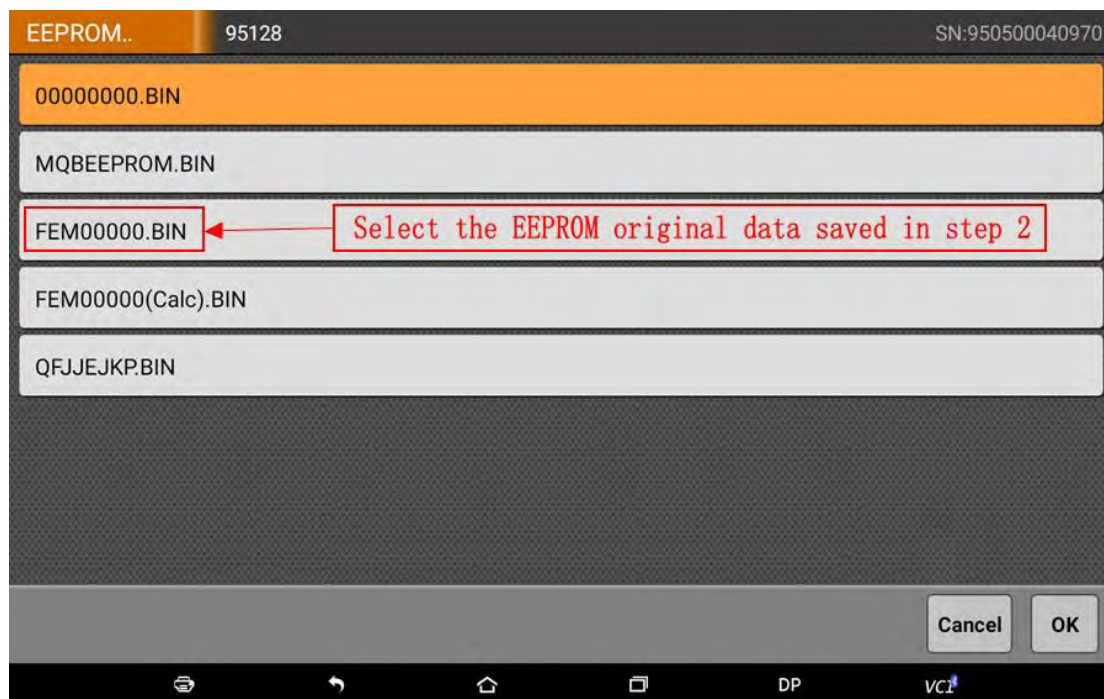 EEPROM.. 95128 SN:950500040970
00000000.BIN
MQBEEPROM.BIN
FEM00000.BIN Select the EEPROM original data saved in step 2
FEM00000(Calc).BIN
QFJJEJKP.BIN
Cancel OK
DP VCI